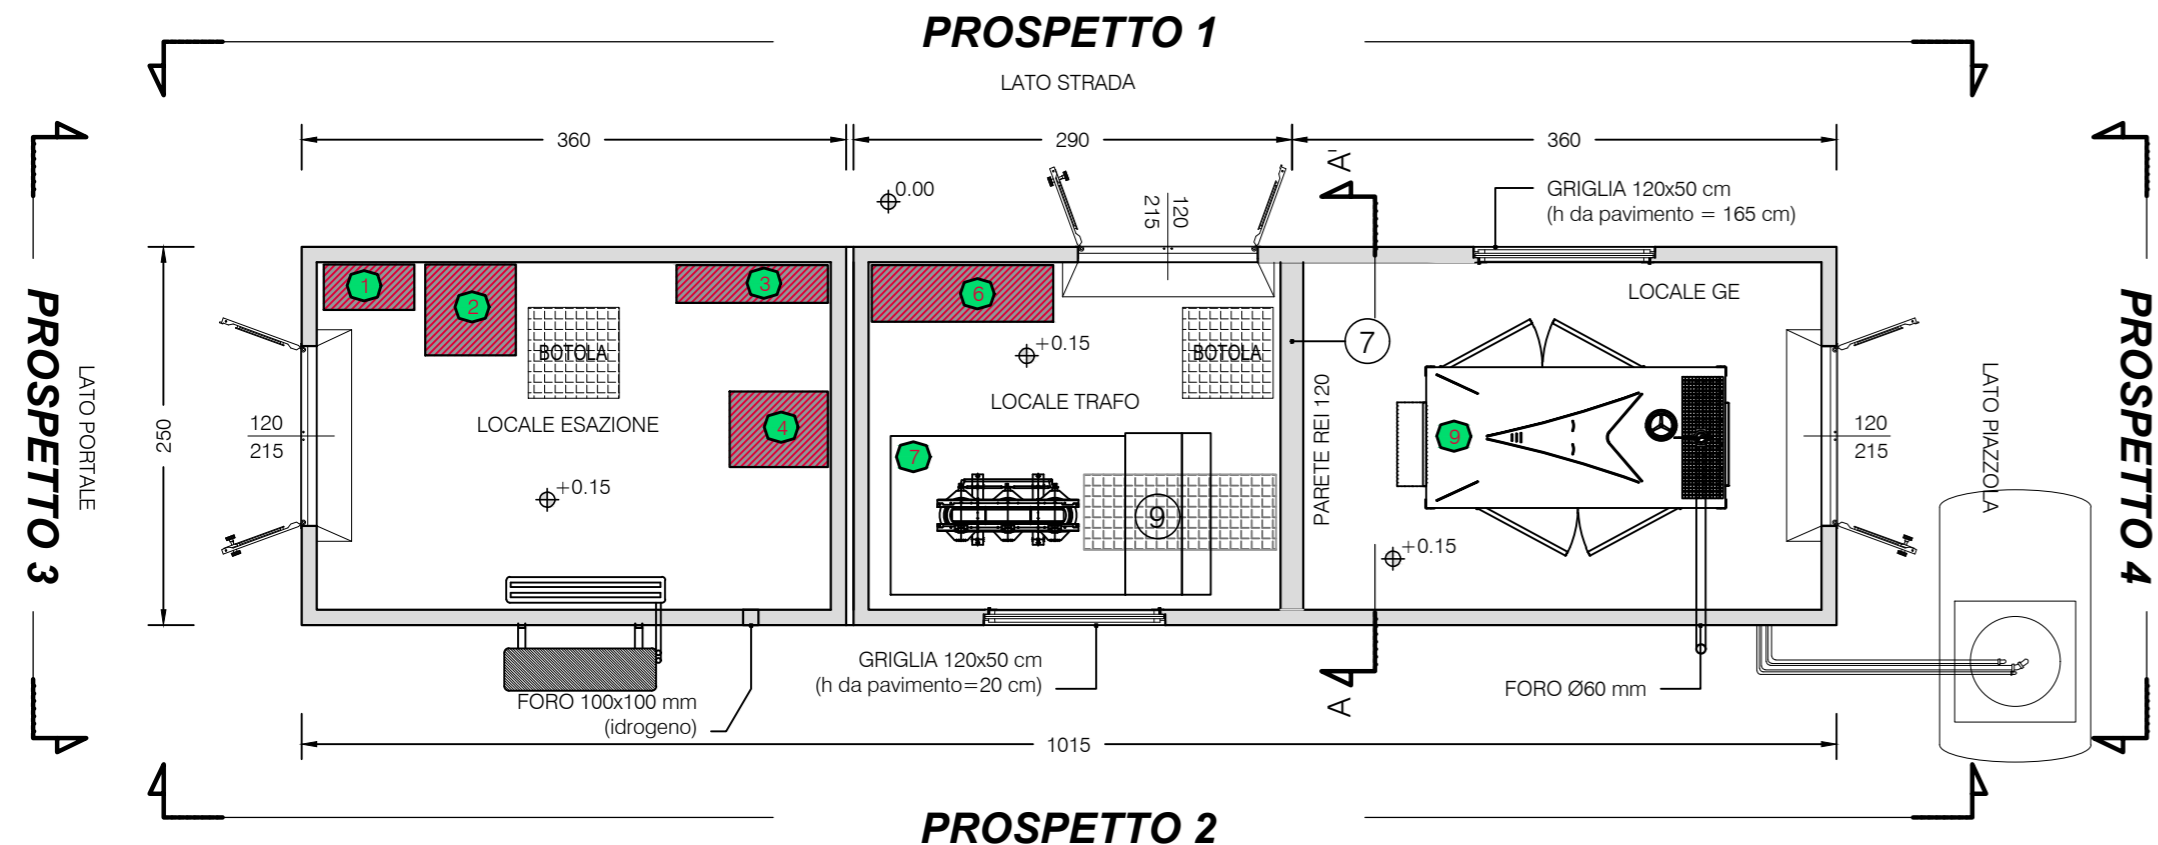 PROSPETTO 1
LATO STRADA
360
290
360
A'
0.00
120
215
GRIGLIA 120x50 cm
(h da pavimento = 165 cm)
PROSPETTO 3
LATO PORTALE
250
120
215
1
2
3
BOTOLA
LOCALE ESAZIONE
4
+0.15
6
+0.15
BOTOLA
LOCALE TRAFO
7
9
7
PARETE REI 120
LOCALE GE
9
+0.15
120
215
LATO PIAZZOLA
PROSPETTO 4
FORO 100x100 mm
(idrogeno)
GRIGLIA 120x50 cm
(h da pavimento=20 cm)
A
FORO Ø60 mm
1015
PROSPETTO 2